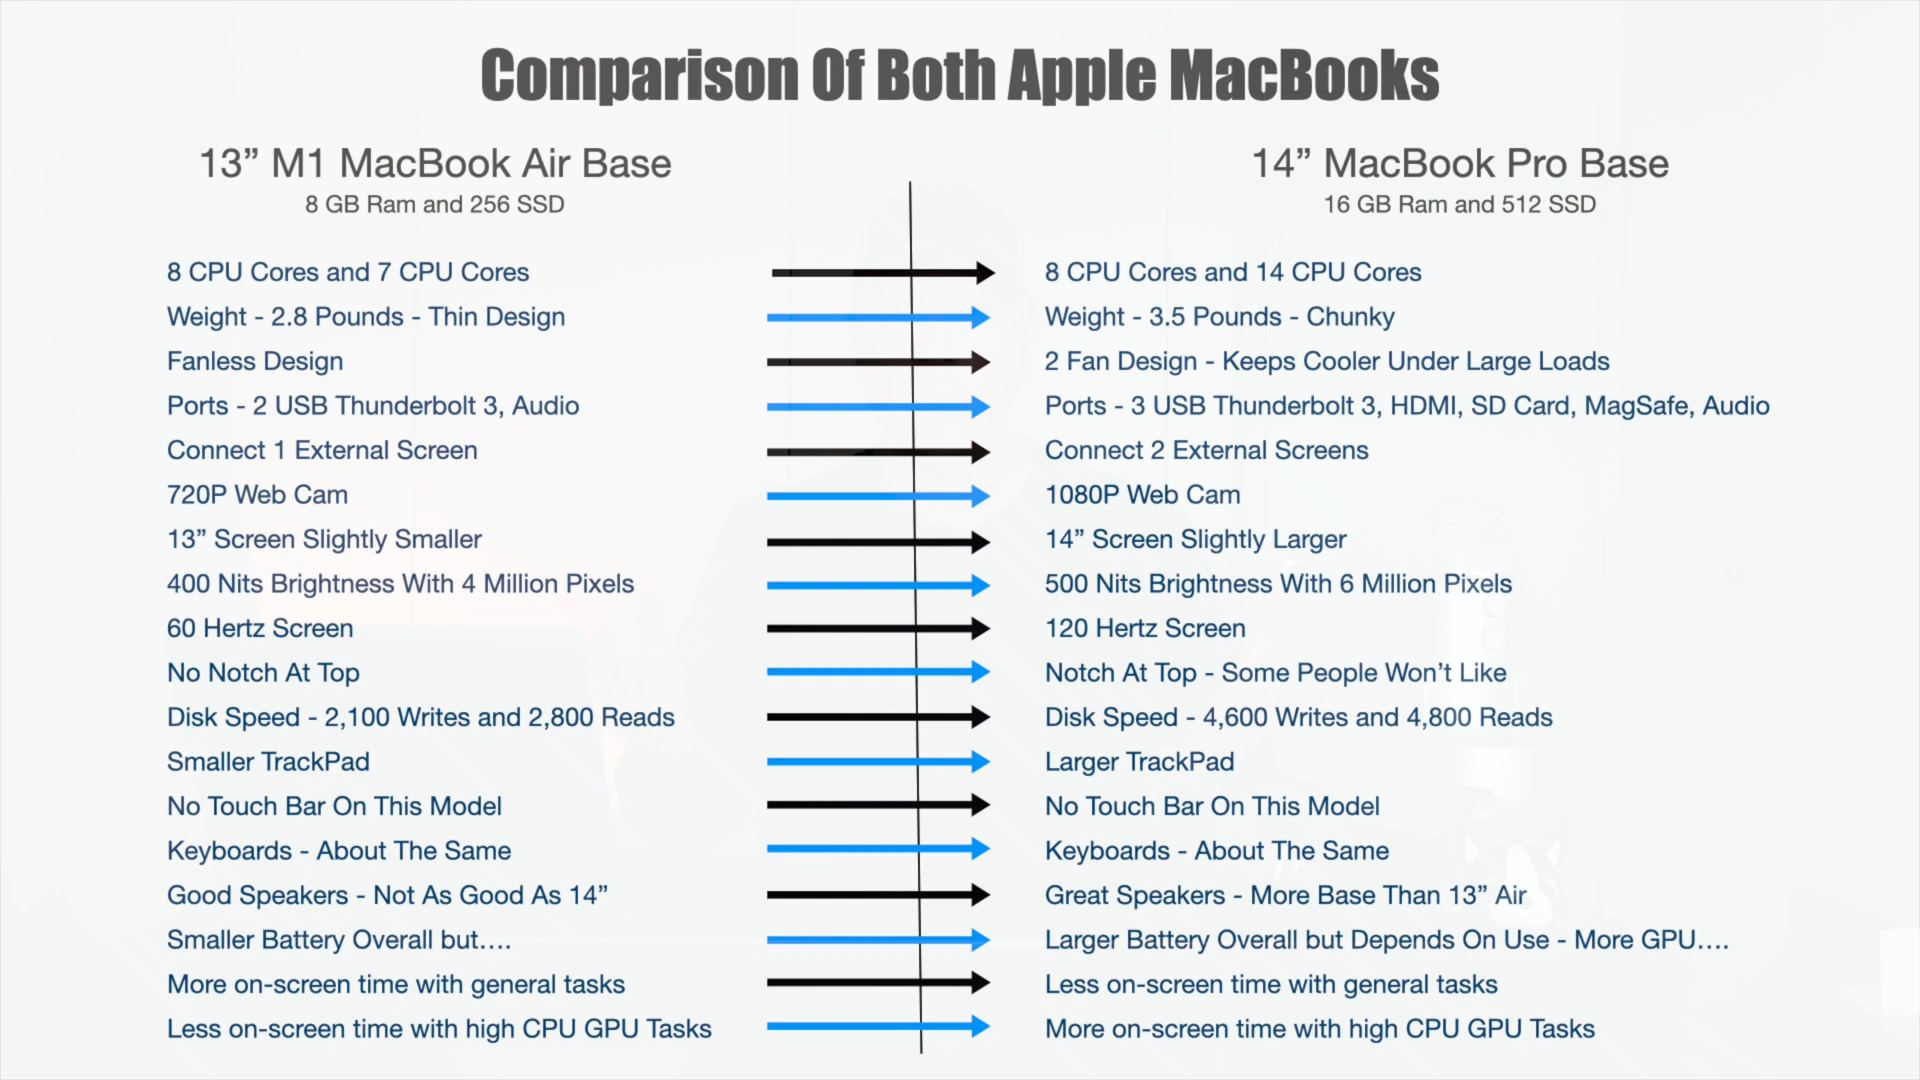 Comparison Of Both Apple MacBooks
13” M1 MacBook Air Base
8 GB Ram and 256 SSD
14” MacBook Pro Base
16 GB Ram and 512 SSD
8 CPU Cores and 7 CPU Cores
8 CPU Cores and 14 CPU Cores
Weight - 2.8 Pounds - Thin Design
Weight - 3.5 Pounds - Chunky
Fanless Design
2 Fan Design - Keeps Cooler Under Large Loads
Ports - 2 USB Thunderbolt 3, Audio
Ports - 3 USB Thunderbolt 3, HDMI, SD Card, MagSafe, Audio
Connect 1 External Screen
Connect 2 External Screens
720P Web Cam
1080P Web Cam
13” Screen Slightly Smaller
14” Screen Slightly Larger
400 Nits Brightness With 4 Million Pixels
500 Nits Brightness With 6 Million Pixels
60 Hertz Screen
120 Hertz Screen
No Notch At Top
Notch At Top - Some People Won’t Like
Disk Speed - 2,100 Writes and 2,800 Reads
Disk Speed - 4,600 Writes and 4,800 Reads
Smaller TrackPad
Larger TrackPad
No Touch Bar On This Model
No Touch Bar On This Model
Keyboards - About The Same
Keyboards - About The Same
Good Speakers - Not As Good As 14”
Great Speakers - More Base Than 13” Air
Smaller Battery Overall but....
Larger Battery Overall but Depends On Use - More GPU....
More on-screen time with general tasks
Less on-screen time with general tasks
Less on-screen time with high CPU GPU Tasks
More on-screen time with high CPU GPU Tasks